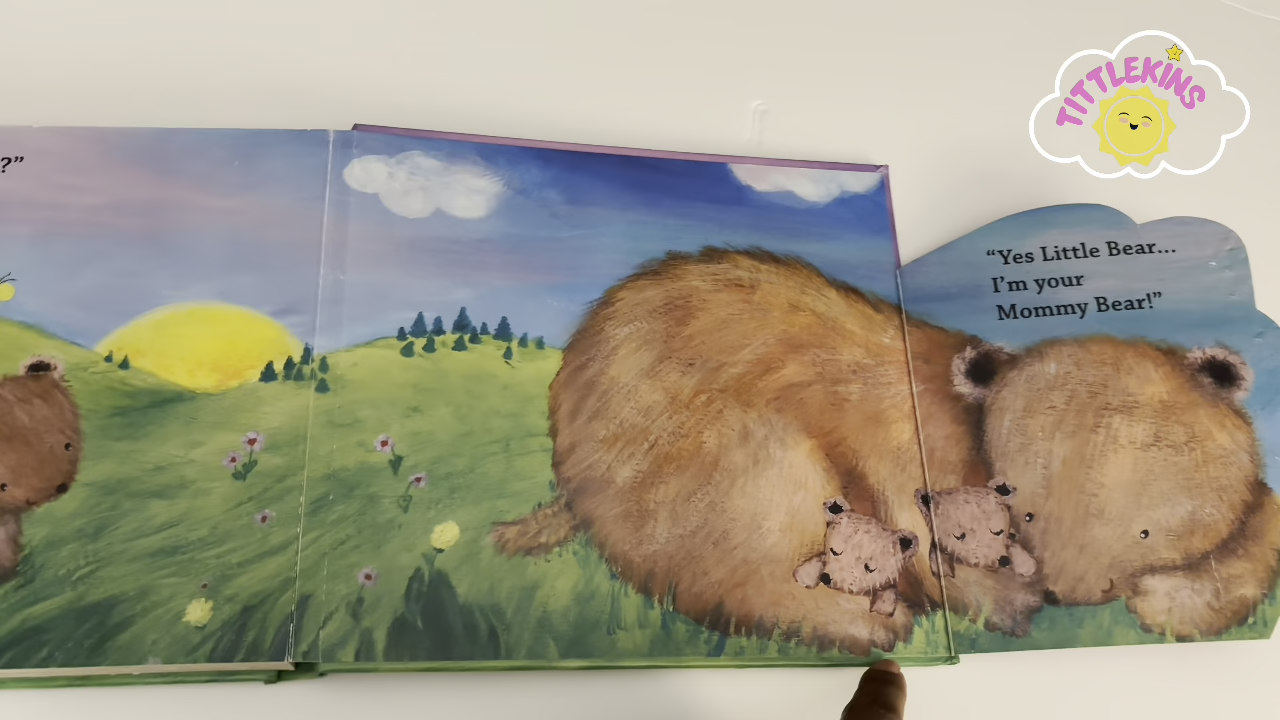 ?”
“Yes Little Bear...
I’m your
Mommy Bear!”
TITTLEKINS